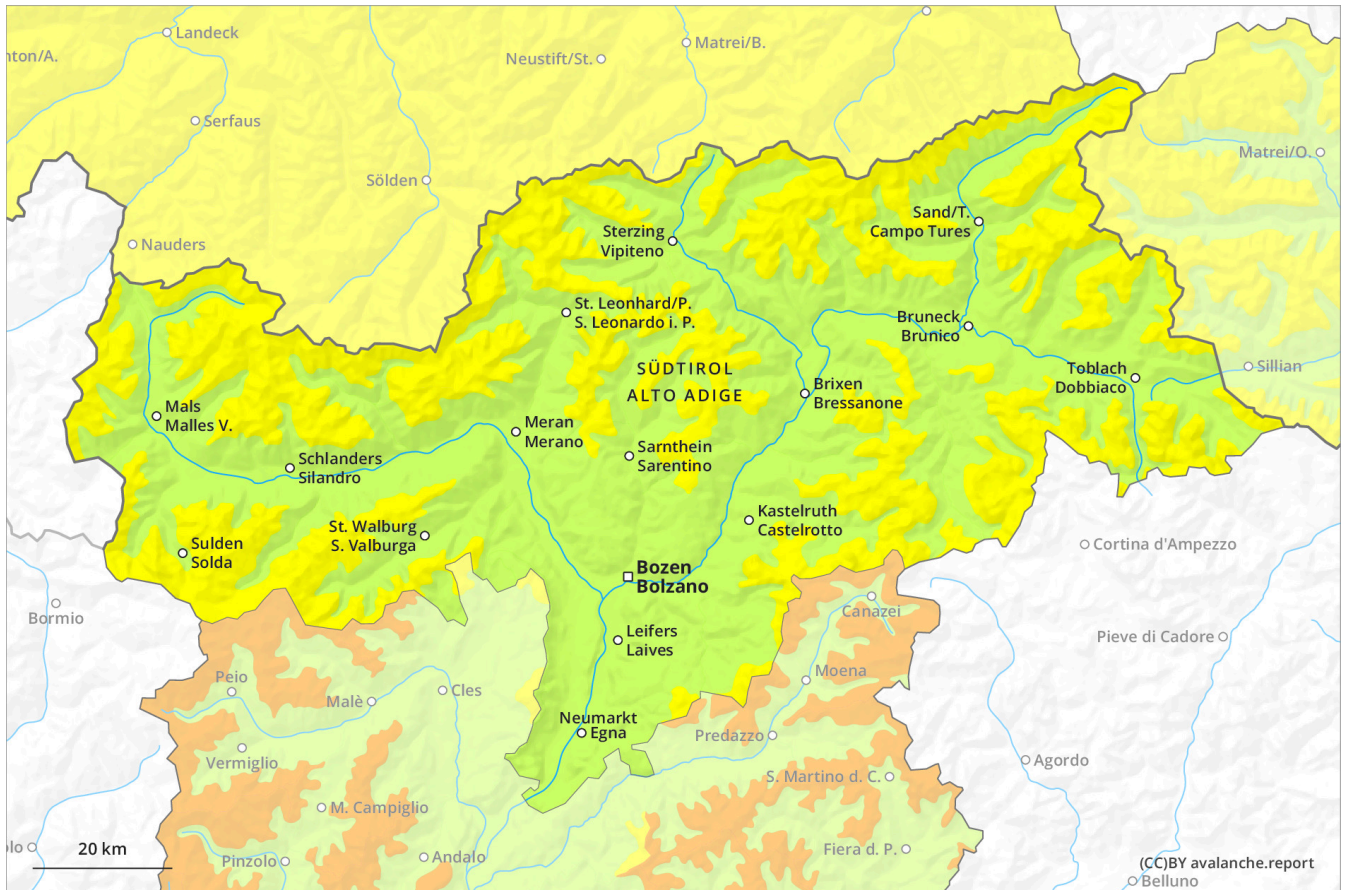 Landeck
Matrei/B.
nton/A.
Neustift/St.
Serfaus
Matrei/O.
Sölden
Sand/T.
Campo Tures
Nauders
Sterzing
Vipiteno
St. Leonhard/P.
S. Leonardo i. P.
Bruneck
Brunico
SÜDTIROL
ALTO ADIGE
Toblach
Dobbiaco
Sillian
Brixen
Bressanone
Mals
Malles V.
Meran
Merano
Schlanders
Silandro
Sarnthein
Sarentino
Kastelruth
Castelrotto
St. Walburg
S. Valburga
Sulden
Solda
Cortina d'Ampezzo
Bozen
Bolzano
Bormio
Canazei
Leifers
Laives
Pieve di Cadore
Peio
Moena
Malè
Cles
Neumarkt
Egna
Predazzo
Vermiglio
Agordo
S. Martino d. C.
M. Campiglio
olo
20 km
Pinzolo
Andalo
Fiera d. P.
(CC)BY avalanche.report
Belluno